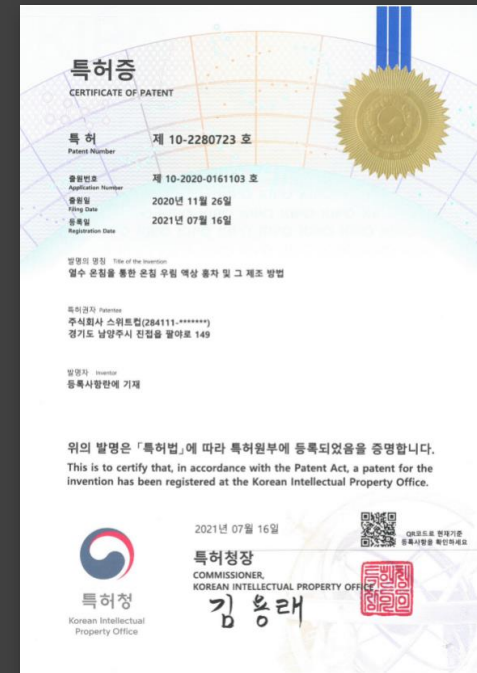 특허증
CERTIFICATE OF PATENT
특 허
Patent Number
제 10-2280723 호
출원번호
Application Number
제 10-2020-0161103 호
출원일
Filing Date
2020년 11월 26일
등록일
Registration Date
2021년 07월 16일
발명의 명칭 Title of the Invention
열수 온침을 통한 온침 우림 액상 홍차 및 그 제조 방법
특허권자 Patentee
주식회사 스위트컵(284111-*******)
경기도 남양주시 진접읍 팔야로 149
발명자 Inventor
등록사항란에 기재
위의 발명은 「특허법」에 따라 특허원부에 등록되었음을 증명합니다.
This is to certify that, in accordance with the Patent Act, a patent for the
invention has been registered at the Korean Intellectual Property Office.
2021년 07월 16일
QR코드로 현재기준
등록사항을 확인하세요
특허청장
COMMISSIONER,
KOREAN INTELLECTUAL PROPERTY OFFICE
김용래
특허청
Korean Intellectual
Property Office